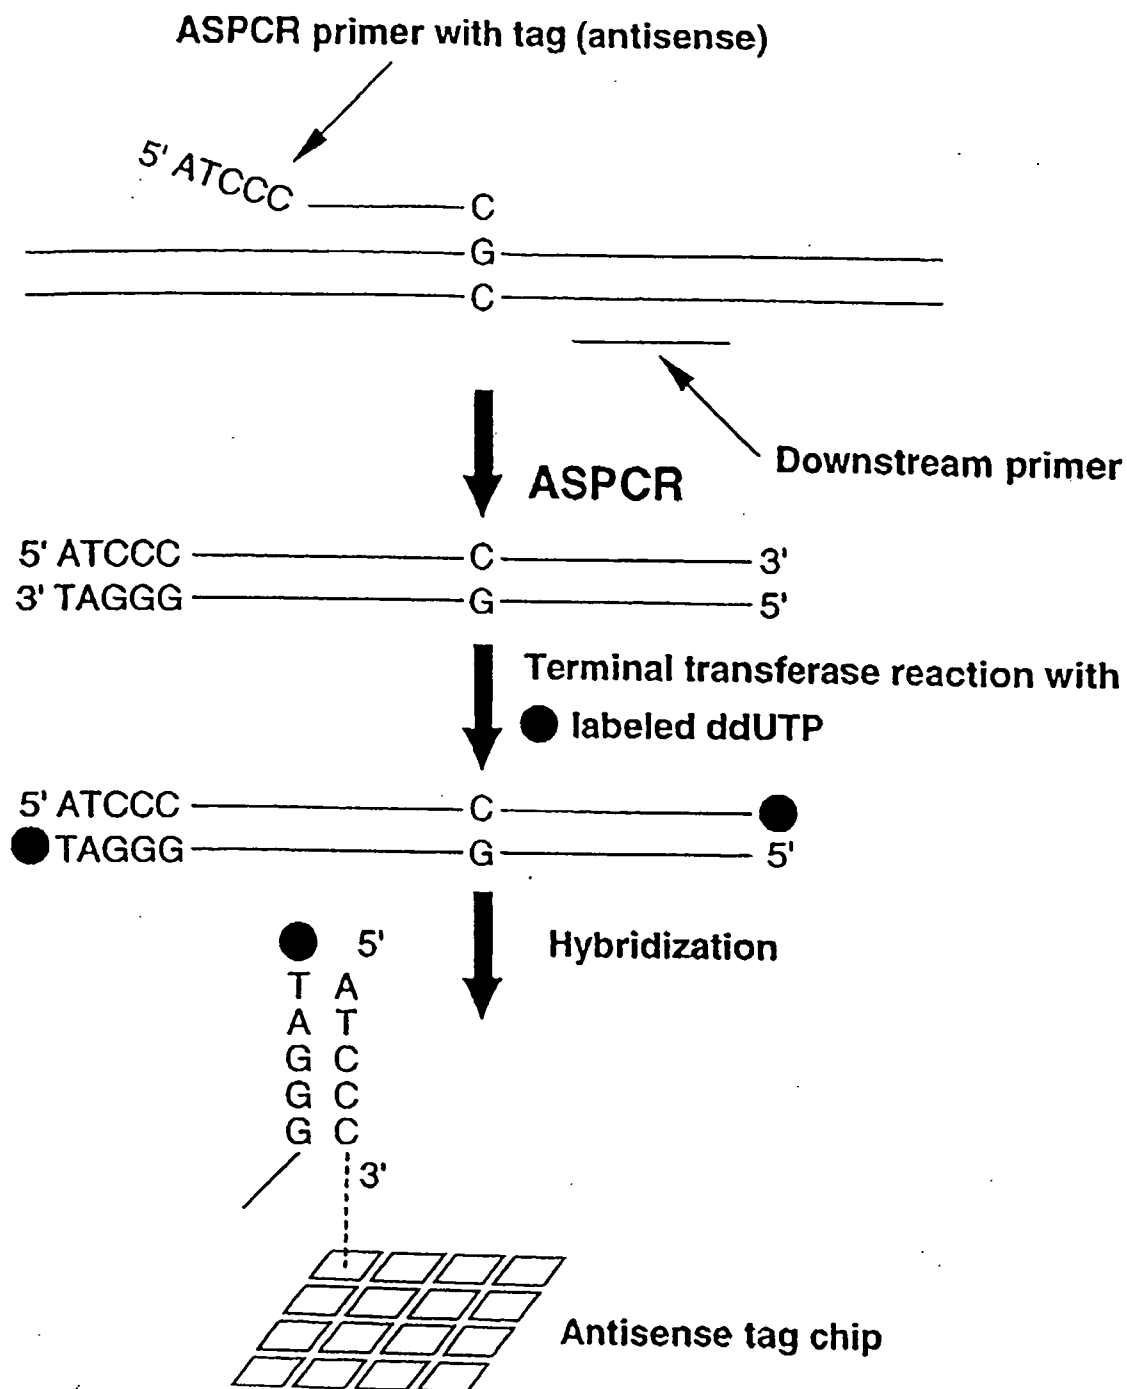 ASPCR primer with tag (antisense)
5' ATCCC
C
G
C
Downstream primer
ASPCR
5' ATCCC C 3'
3' TAGGG G 5'
Terminal transferase reaction with
labeled ddUTP
5' ATCCC C
TAGGG G 5'
Hybridization
5'
T A
A T
G C
G C
G C
3'
Antisense tag chip